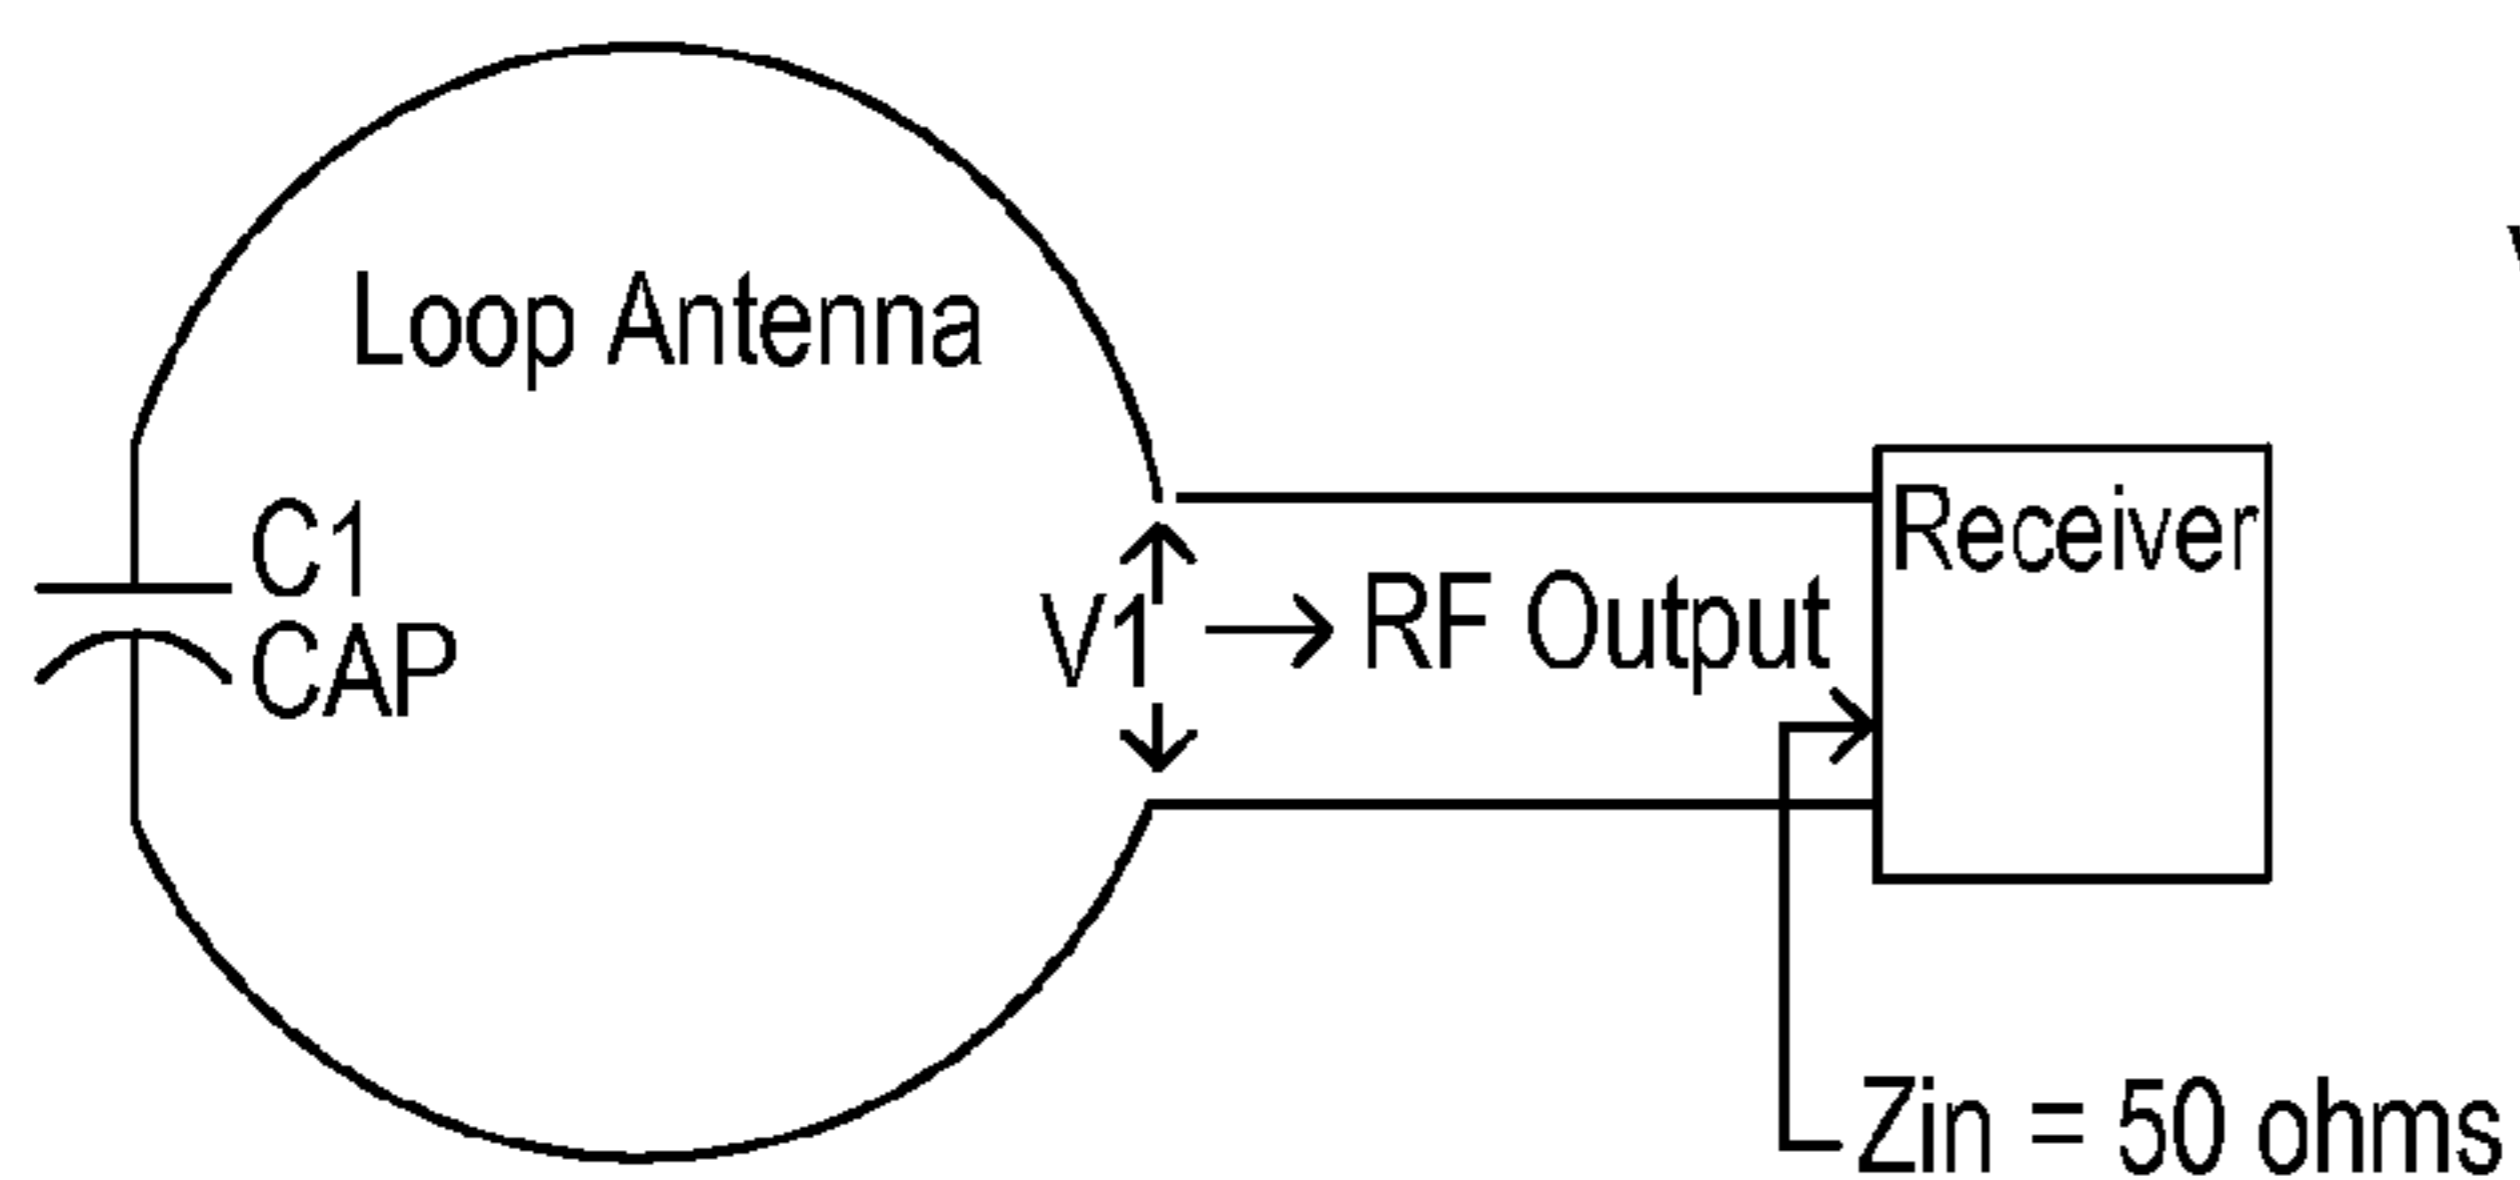 Loop Antenna
C1
CAP
V1
RF Output
Receiver
Zin = 50 ohms